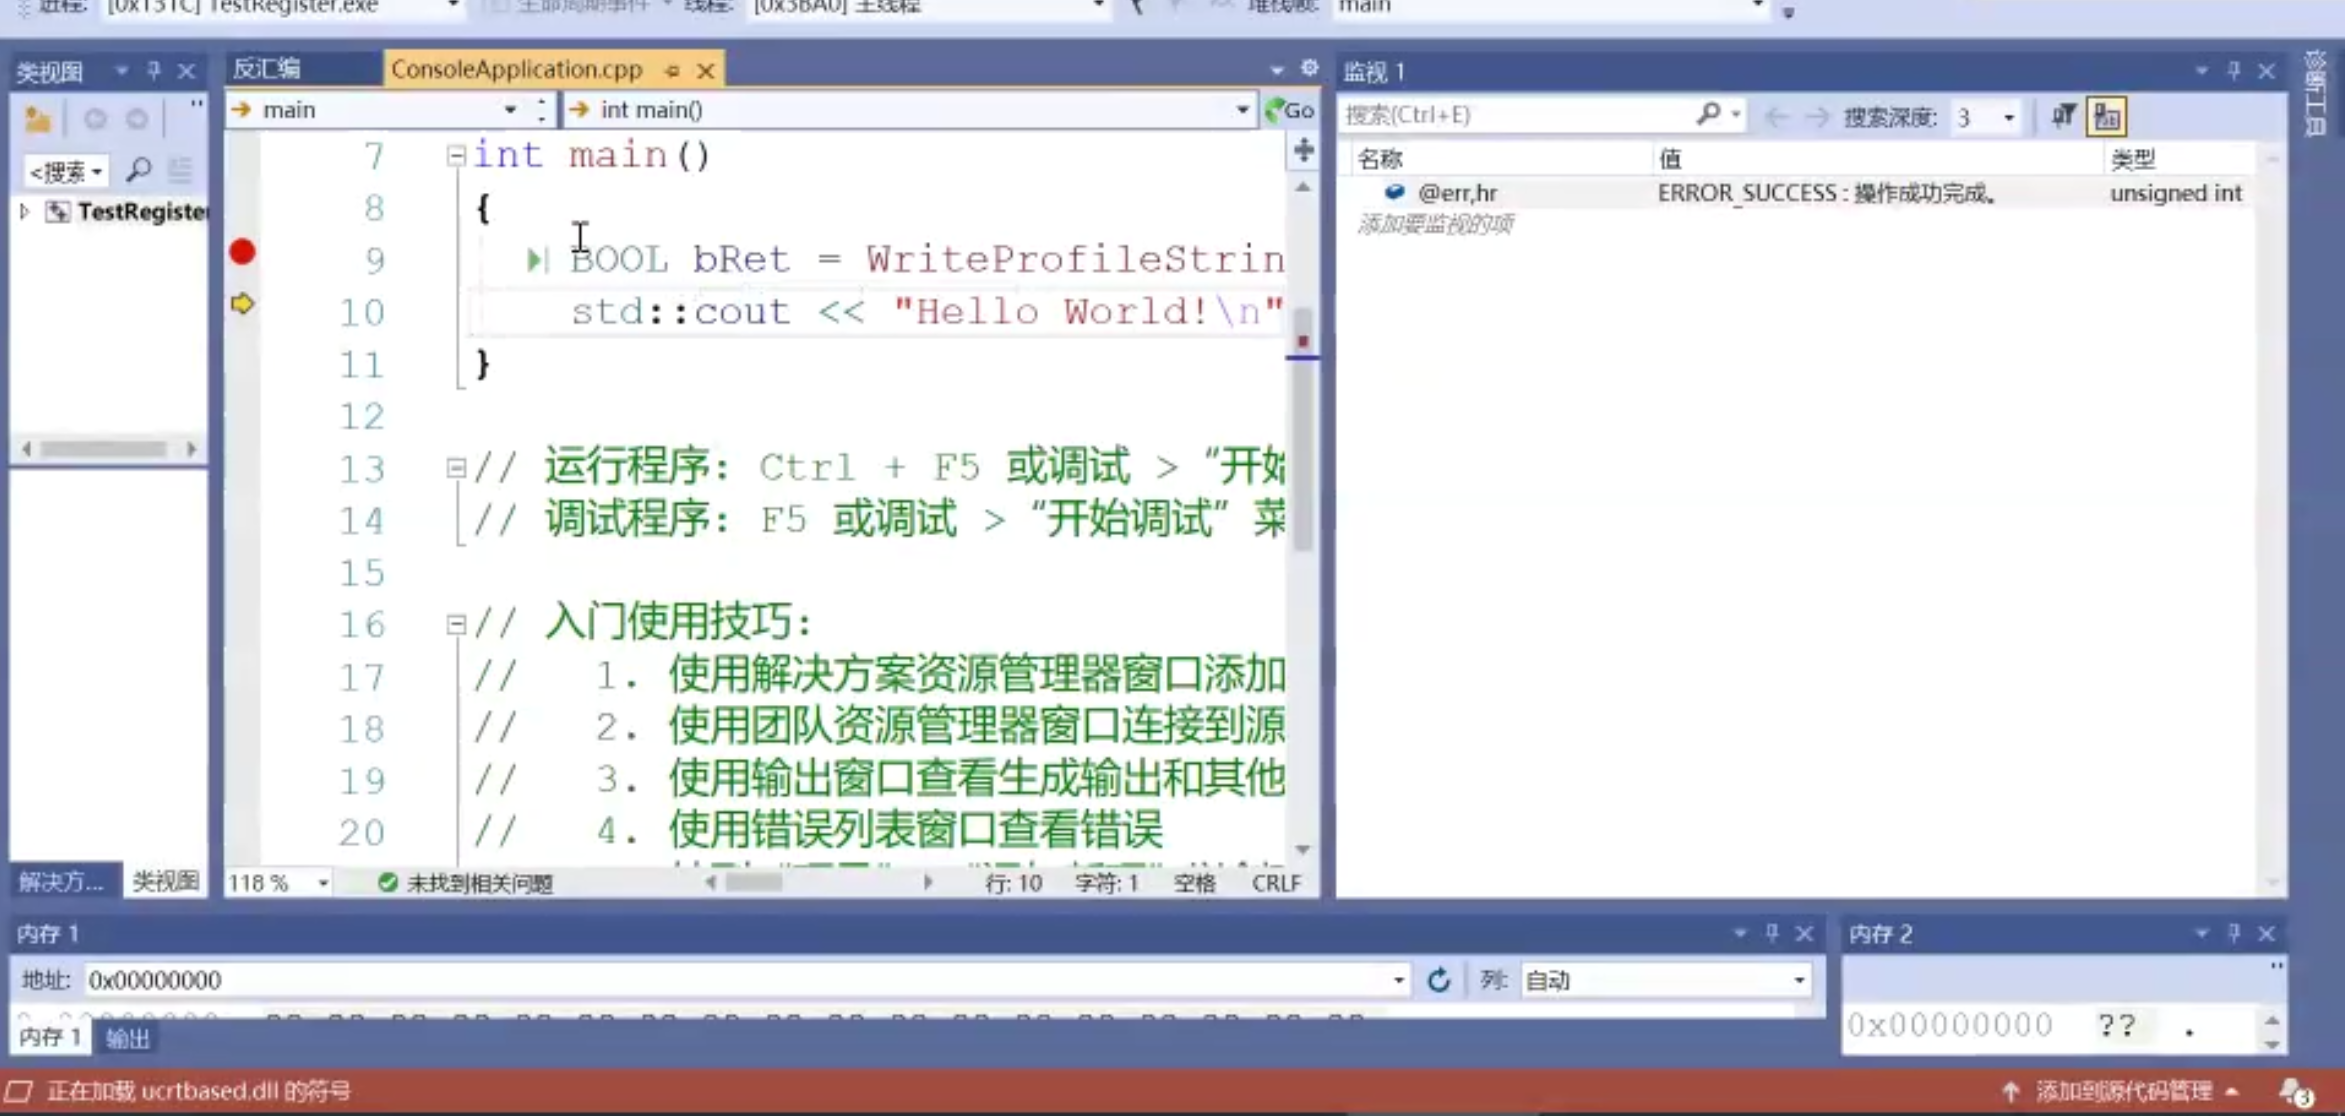 进程: [0x131C] TestRegister.exe 生命周期事件 线程: [0x3BA0] 主线程 堆栈帧: main
类视图
反汇编 ConsoleApplication.cpp
监视 1
main int main() Go
搜索(Ctrl+E) 搜索深度: 3
<搜索
名称 值 类型
TestRegister
@err,hr ERROR_SUCCESS : 操作成功完成。 unsigned int
添加要监视的项
7 int main()
8 {
9 BOOL bRet = WriteProfileStrin
10 std::cout << "Hello World!\n"
11 }
12
13 // 运行程序: Ctrl + F5 或调试 > “开始
14 // 调试程序: F5 或调试 > “开始调试” 菜
15
16 // 入门使用技巧:
17 // 1. 使用解决方案资源管理器窗口添加
18 // 2. 使用团队资源管理器窗口连接到源
19 // 3. 使用输出窗口查看生成输出和其他
20 // 4. 使用错误列表窗口查看错误
解决方... 类视图
118 % 未找到相关问题 行: 10 字符: 1 空格 CRLF
诊断工具
内存 1
地址: 0x00000000 列: 自动
内存 1 输出
内存 2
0x00000000 ?? .
正在加载 ucrtbased.dll 的符号 添加到源代码管理 3